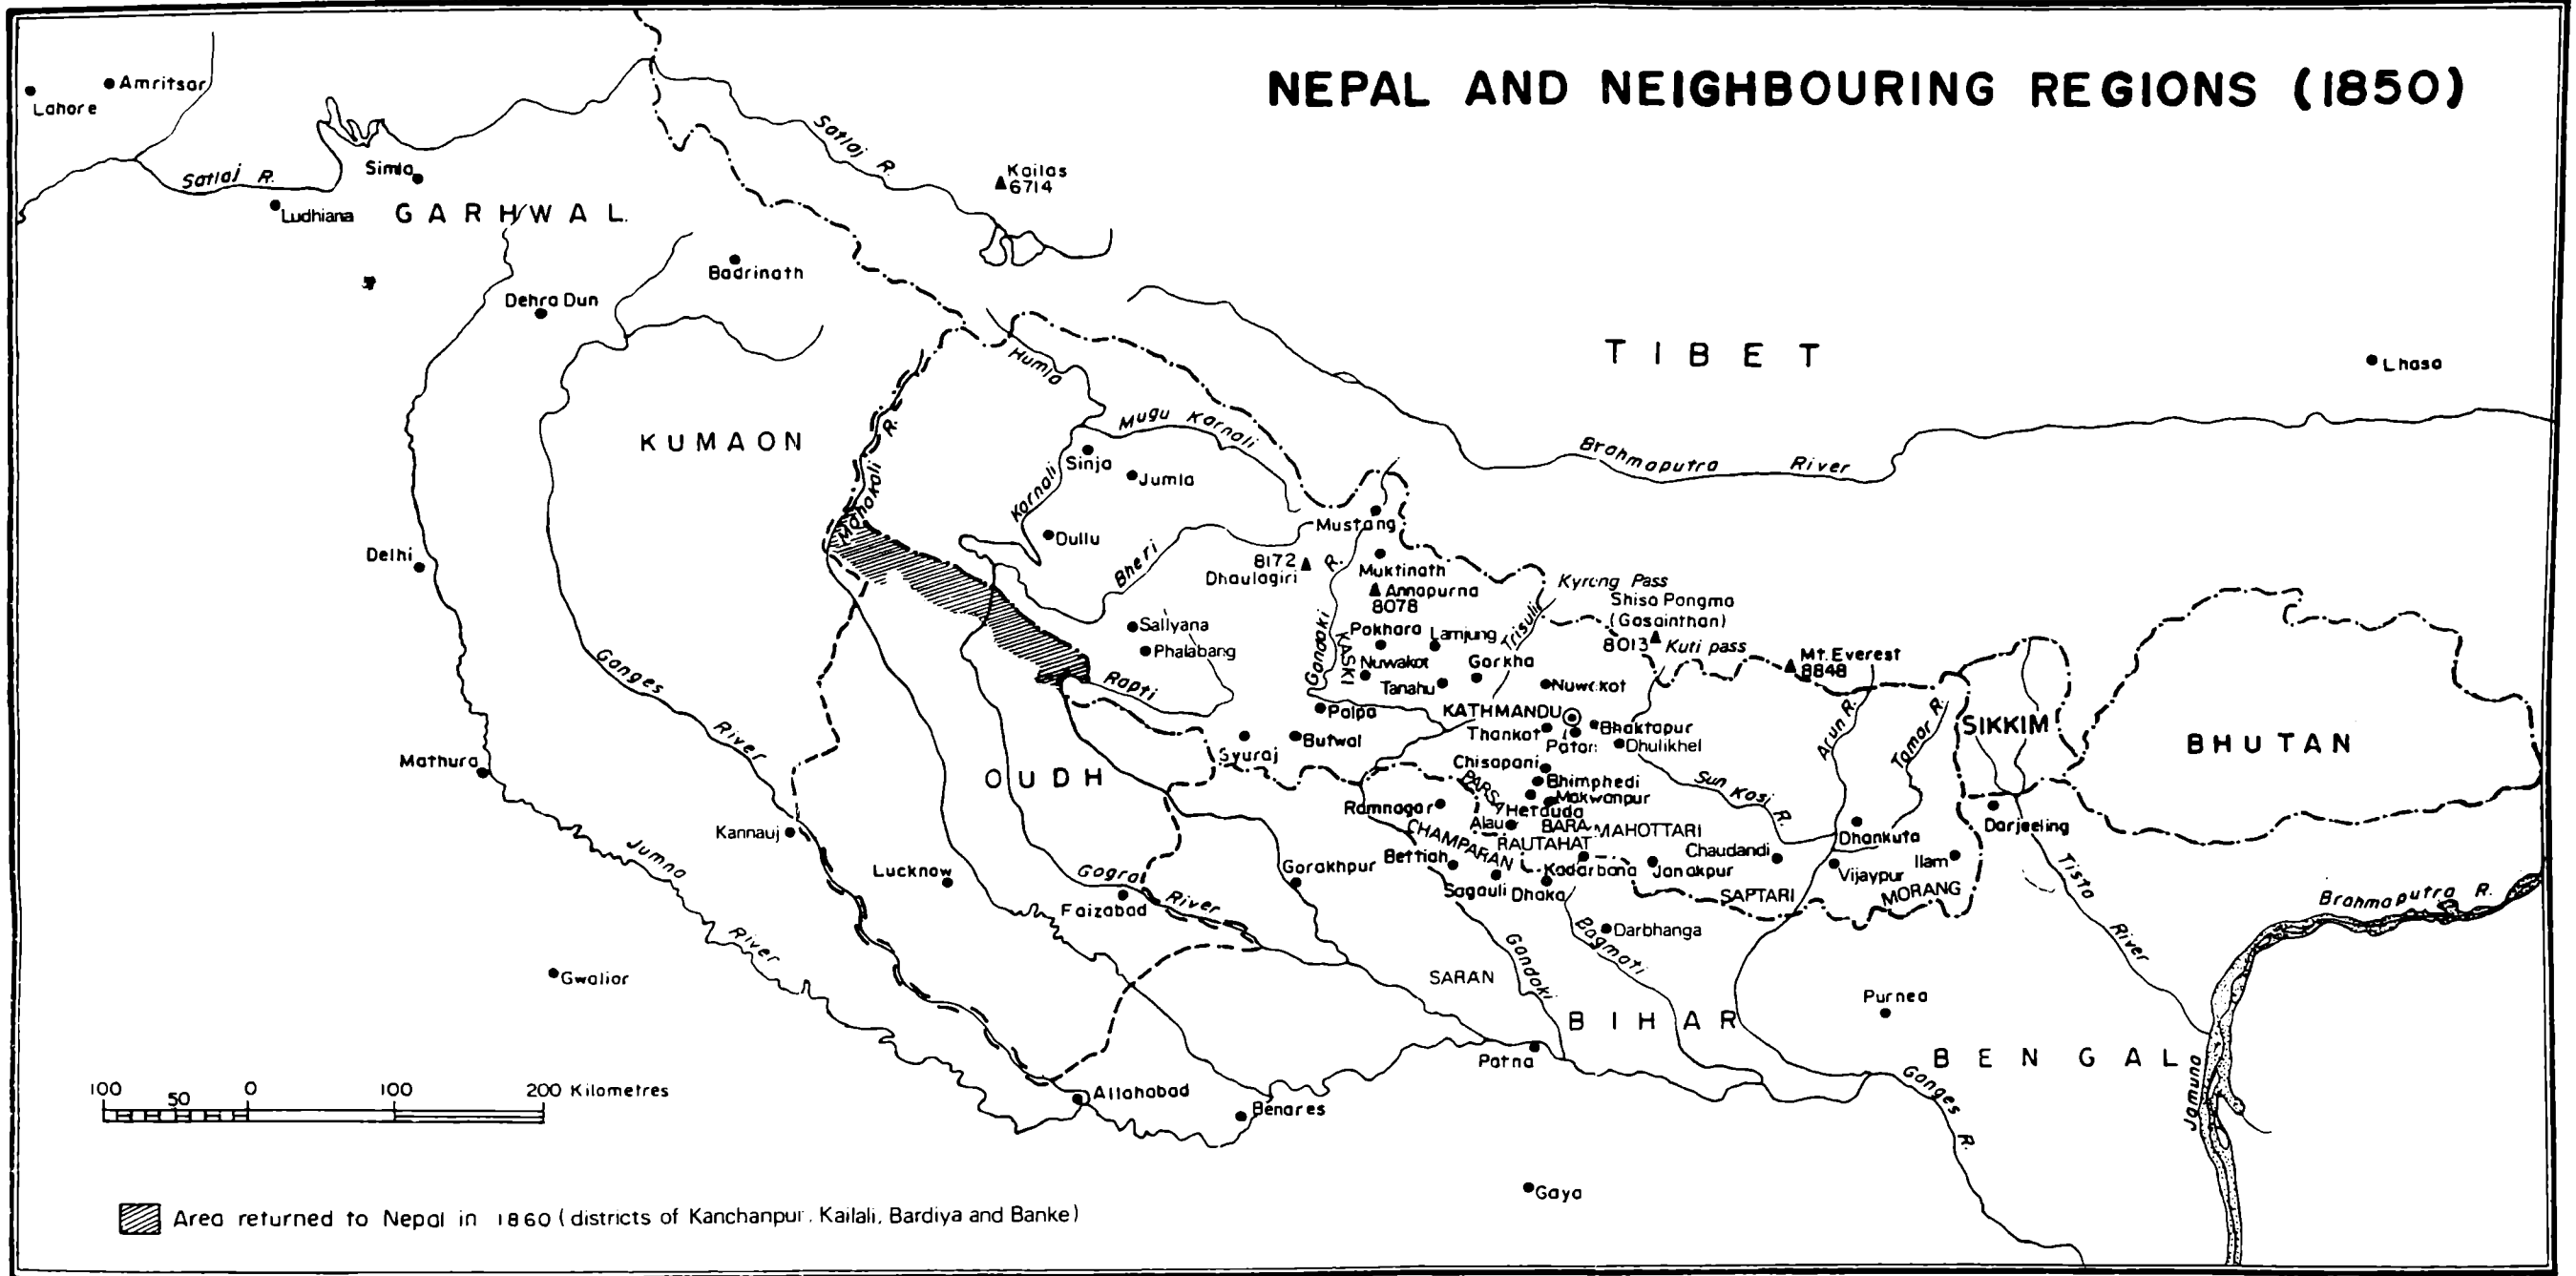 NEPAL AND NEIGHBOURING REGIONS (1850)
Lahore
Amritsar
Satlaj R.
Simla
Ludhiana
GARHWAL
Satlaj R.
Kailas
6714
Badrinath
Dehra Dun
TIBET
Lhasa
Humla
KUMAON
Mahakali R.
Mugu Karnali
Sinja
Jumla
Karnali
Dullu
Bheri
Brahmaputra River
Mustang
Delhi
8172
Dhaulagiri
Muktinath
Annapurna
8078
Kyrong Pass
Shisa Pangma
(Gosainthan)
8013
Kuti pass
Mt. Everest
8848
Sallyana
Phalabang
Rapti
Gandaki R.
KASKI
Pokhara
Lamjung
Trisuli
Nuwakot
Gorkha
Tanahu
Nuwakot
Ganges River
Palpa
KATHMANDU
Bhaktapur
Thankot
Patan
Dhulikhel
Arun R.
Tamar R.
SIKKIM
BHUTAN
Mathura
OUDH
Syuraj
Butwal
Chisapani
Bhimphedi
Makwanpur
Hetauda
PARSA
Sun Kosi R.
Ramnagar
Alau
BARA
MAHOTTARI
RAUTAHAT
CHAMPARAN
Dhankuta
Darjeeling
Kannauj
Jumna River
Lucknow
Gogra River
Faizabad
Gorakhpur
Bettiah
Sagauli
Dhaka
Kadarbana
Janakpur
Chaudandi
Vijaypur
Ilam
SAPTARI
MORANG
Tista River
Brahmaputra R.
Gwalior
Darbhanga
Bagmati
Gandaki
SARAN
BIHAR
Purnea
BENGAL
Patna
Ganges R.
Jamuna
Allahabad
Benares
Gaya
100 50 0 100 200 Kilometres
Area returned to Nepal in 1860 (districts of Kanchanpur, Kailali, Bardiya and Banke)